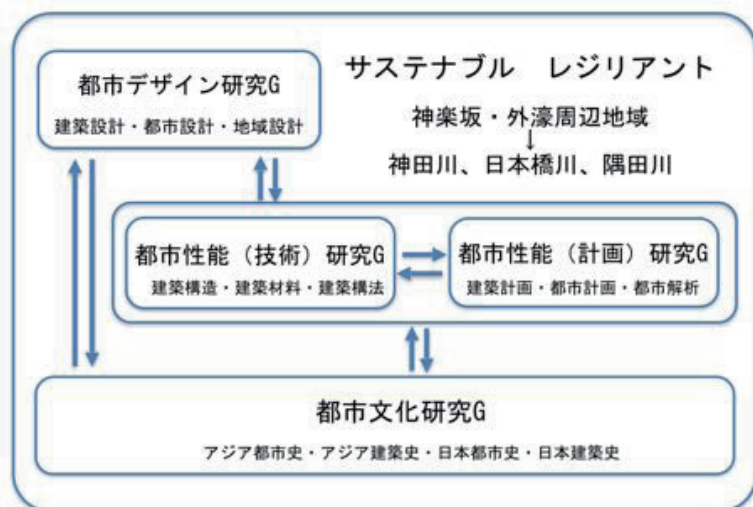 都市デザイン研究G
建築設計・都市設計・地域設計
サステナブル　レジリアント
神楽坂・外濠周辺地域
↓
神田川、日本橋川、隅田川
都市性能（技術）研究G
建築構造・建築材料・建築構法
都市性能（計画）研究G
建築計画・都市計画・都市解析
都市文化研究G
アジア都市史・アジア建築史・日本都市史・日本建築史